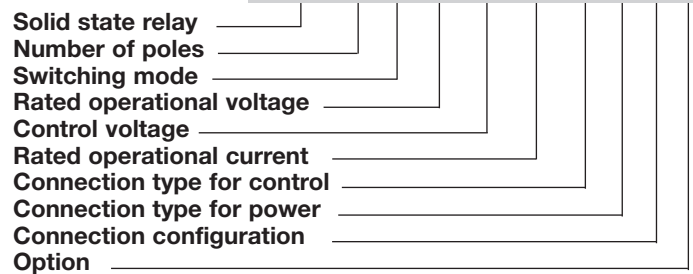 Solid state relay
Number of poles
Switching mode
Rated operational voltage
Control voltage
Rated operational current
Connection type for control
Connection type for power
Connection configuration
Option